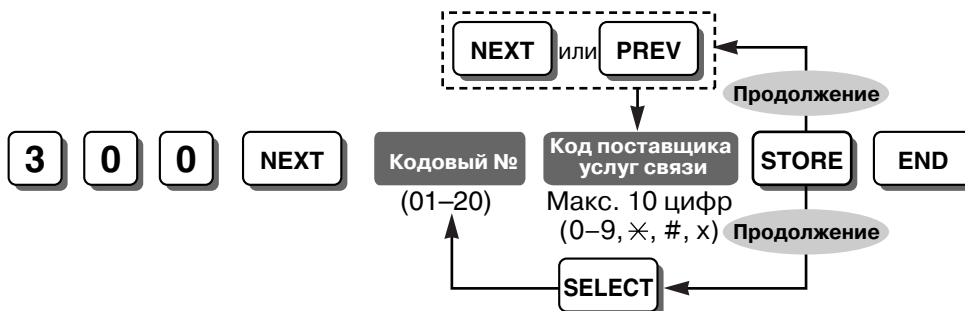 NEXT или PREV
Продолжение
3 0 0 NEXT Кодовый № Код поставщика услуг связи STORE END
(01–20) Макс. 10 цифр
(0–9, ✳, #, x) Продолжение
SELECT